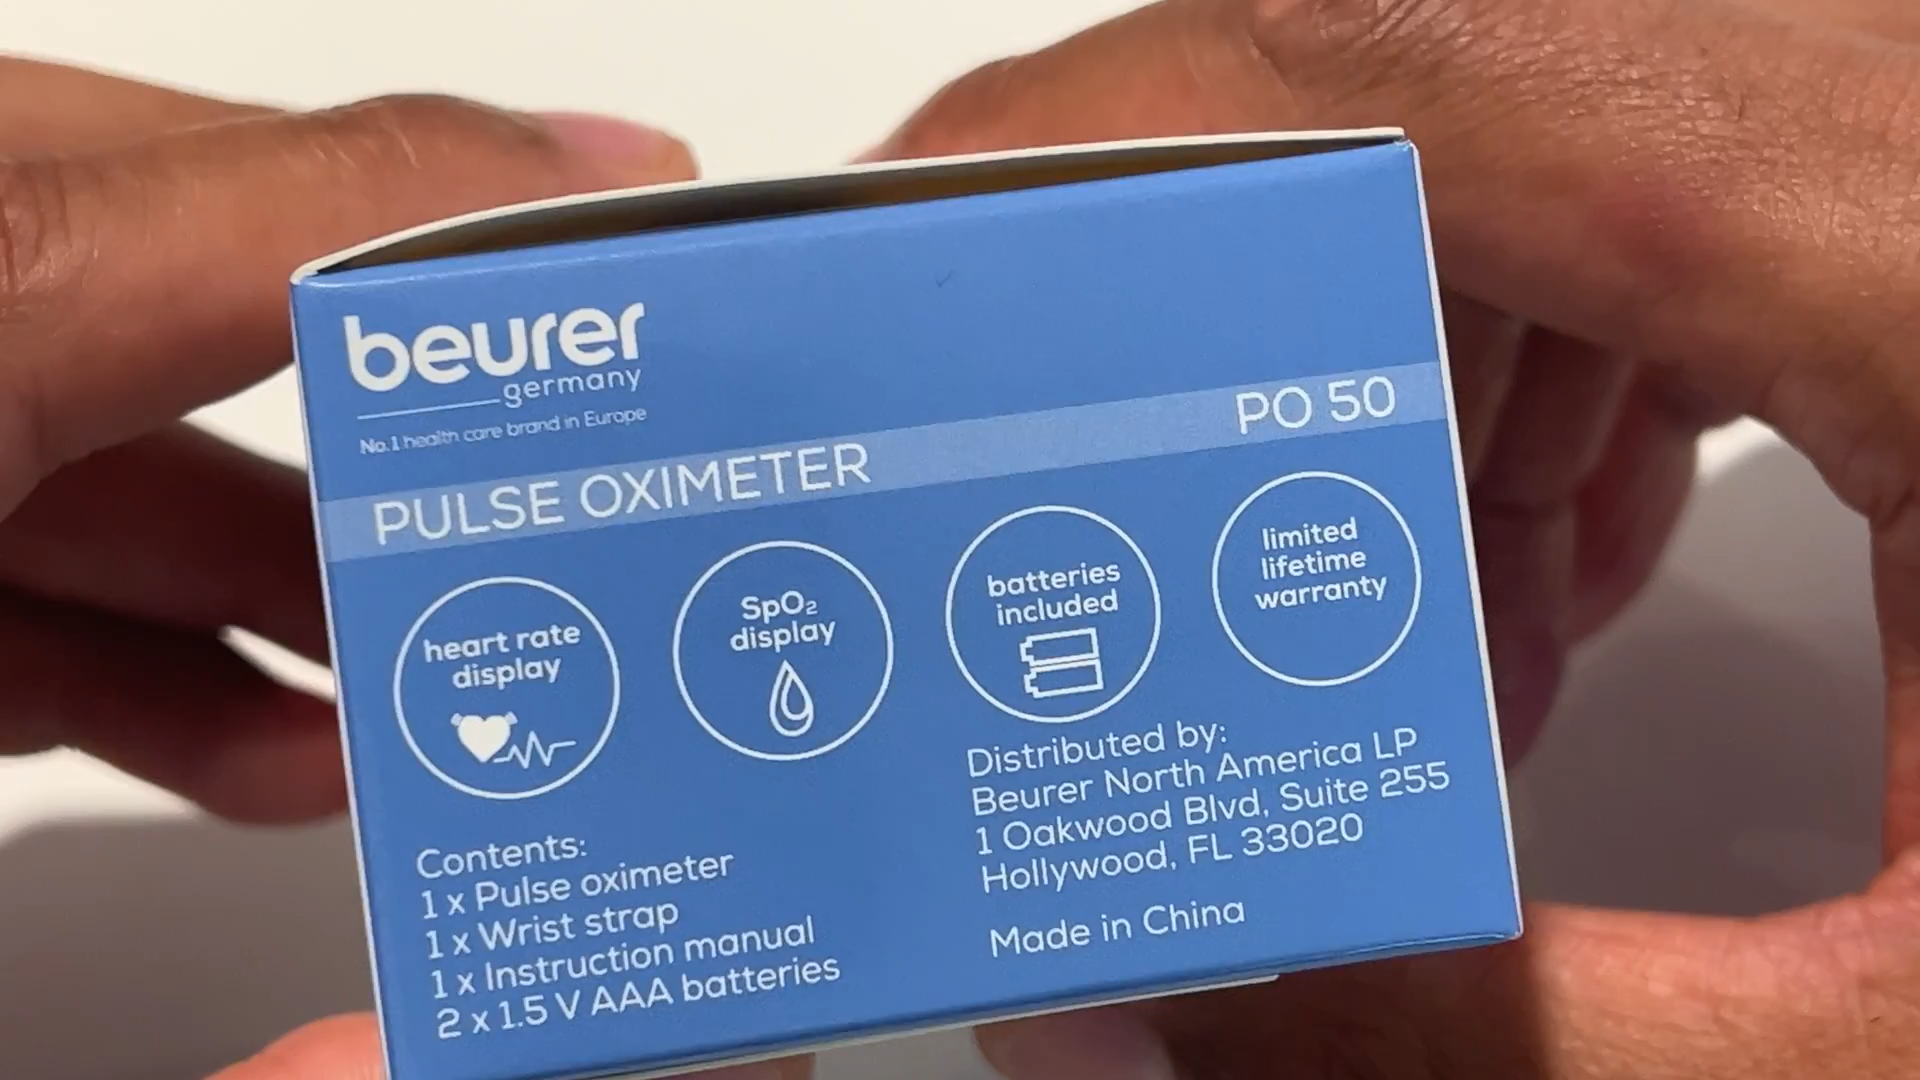 beurer
germany
No.1 health care brand in Europe
PULSE OXIMETER
PO 50
heart rate
display
SpO₂
display
batteries
included
limited
lifetime
warranty
Contents:
1 x Pulse oximeter
1 x Wrist strap
1 x Instruction manual
2 x 1.5 V AAA batteries
Distributed by:
Beurer North America LP
1 Oakwood Blvd, Suite 255
Hollywood, FL 33020
Made in China